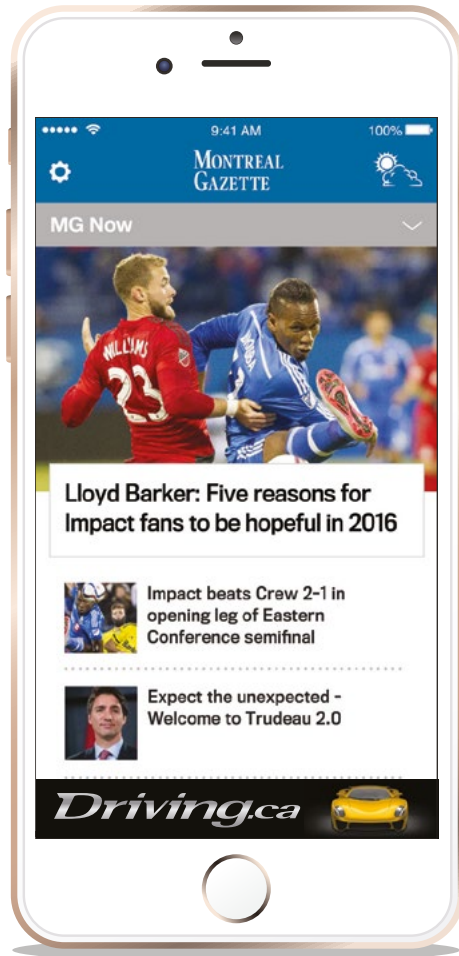 9:41 AM
100%
MONTREAL
GAZETTE
MG Now
WILLIAMS
23
Lloyd Barker: Five reasons for
Impact fans to be hopeful in 2016
Impact beats Crew 2-1 in
opening leg of Eastern
Conference semifinal
Expect the unexpected -
Welcome to Trudeau 2.0
Driving.ca